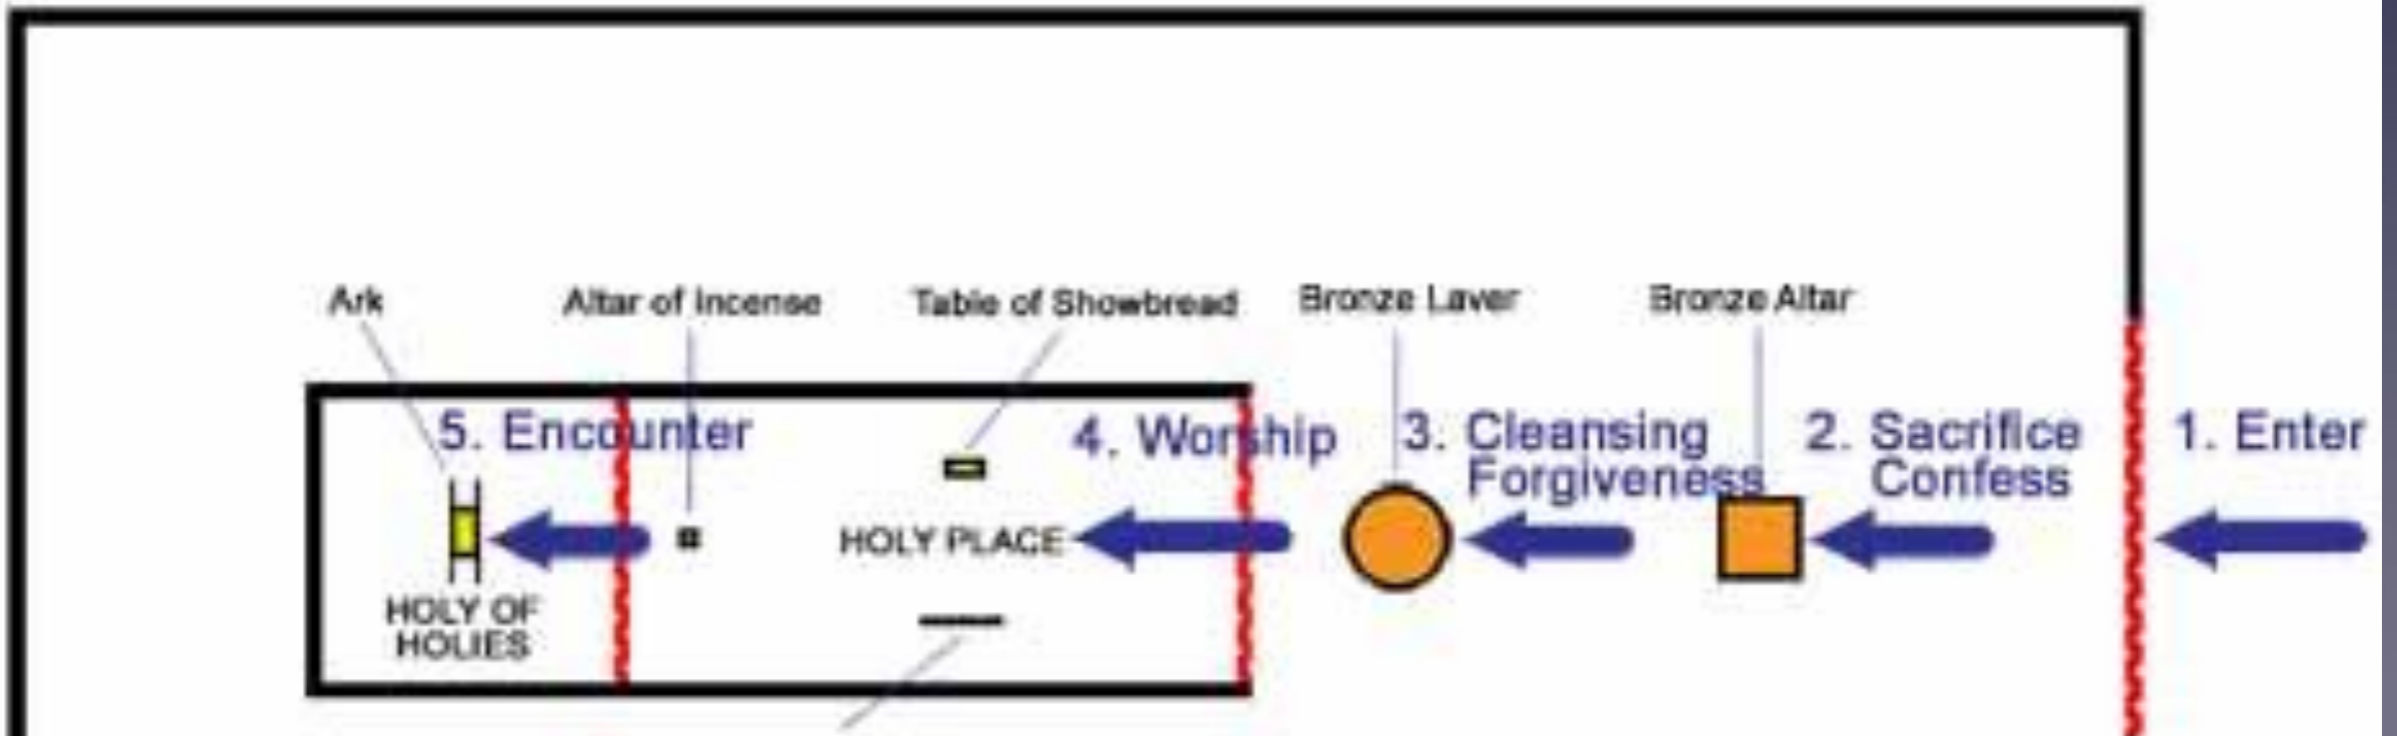 Ark
Altar of Incense
Table of Showbread
Bronze Laver
Bronze Altar
5. Encounter
4. Worship
3. Cleansing
Forgiveness
2. Sacrifice
Confess
1. Enter
HOLY PLACE
HOLY OF
HOLIES